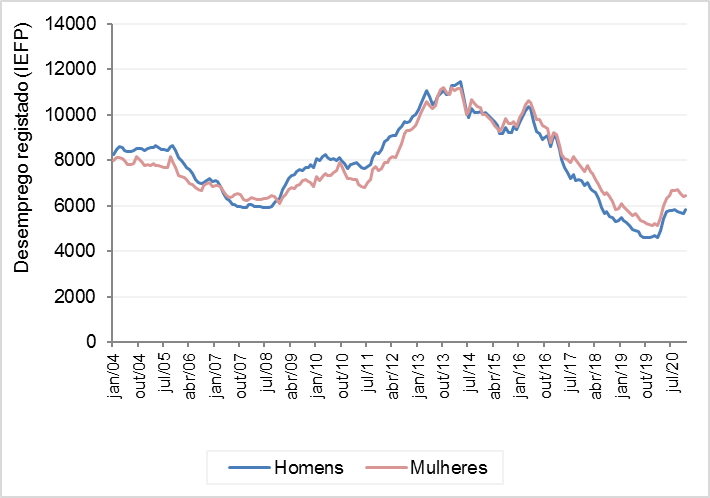 Desemprego registado (IEFP)
14000
12000
10000
8000
6000
4000
2000
0
jan/04
out/04
jul/05
abr/06
jan/07
out/07
jul/08
abr/09
jan/10
out/10
jul/11
abr/12
jan/13
out/13
jul/14
abr/15
jan/16
out/16
jul/17
abr/18
jan/19
out/19
jul/20
Homens
Mulheres